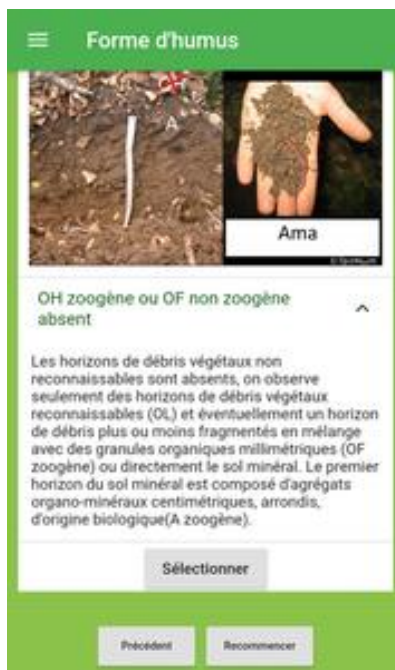 Forme d'humus
A
Ama
OH zoogène ou OF non zoogène
absent
Les horizons de débris végétaux non
reconnaissables sont absents, on observe
seulement des horizons de débris végétaux
reconnaissables (OL) et éventuellement un horizon
de débris plus ou moins fragmentés en mélange
avec des granules organiques millimétriques (OF
zoogène) ou directement le sol minéral. Le premier
horizon du sol minéral est composé d'agrégats
organo-minéraux centimétriques, arrondis,
d'origine biologique(A zoogène).
Sélectionner
Précédent
Recommencer